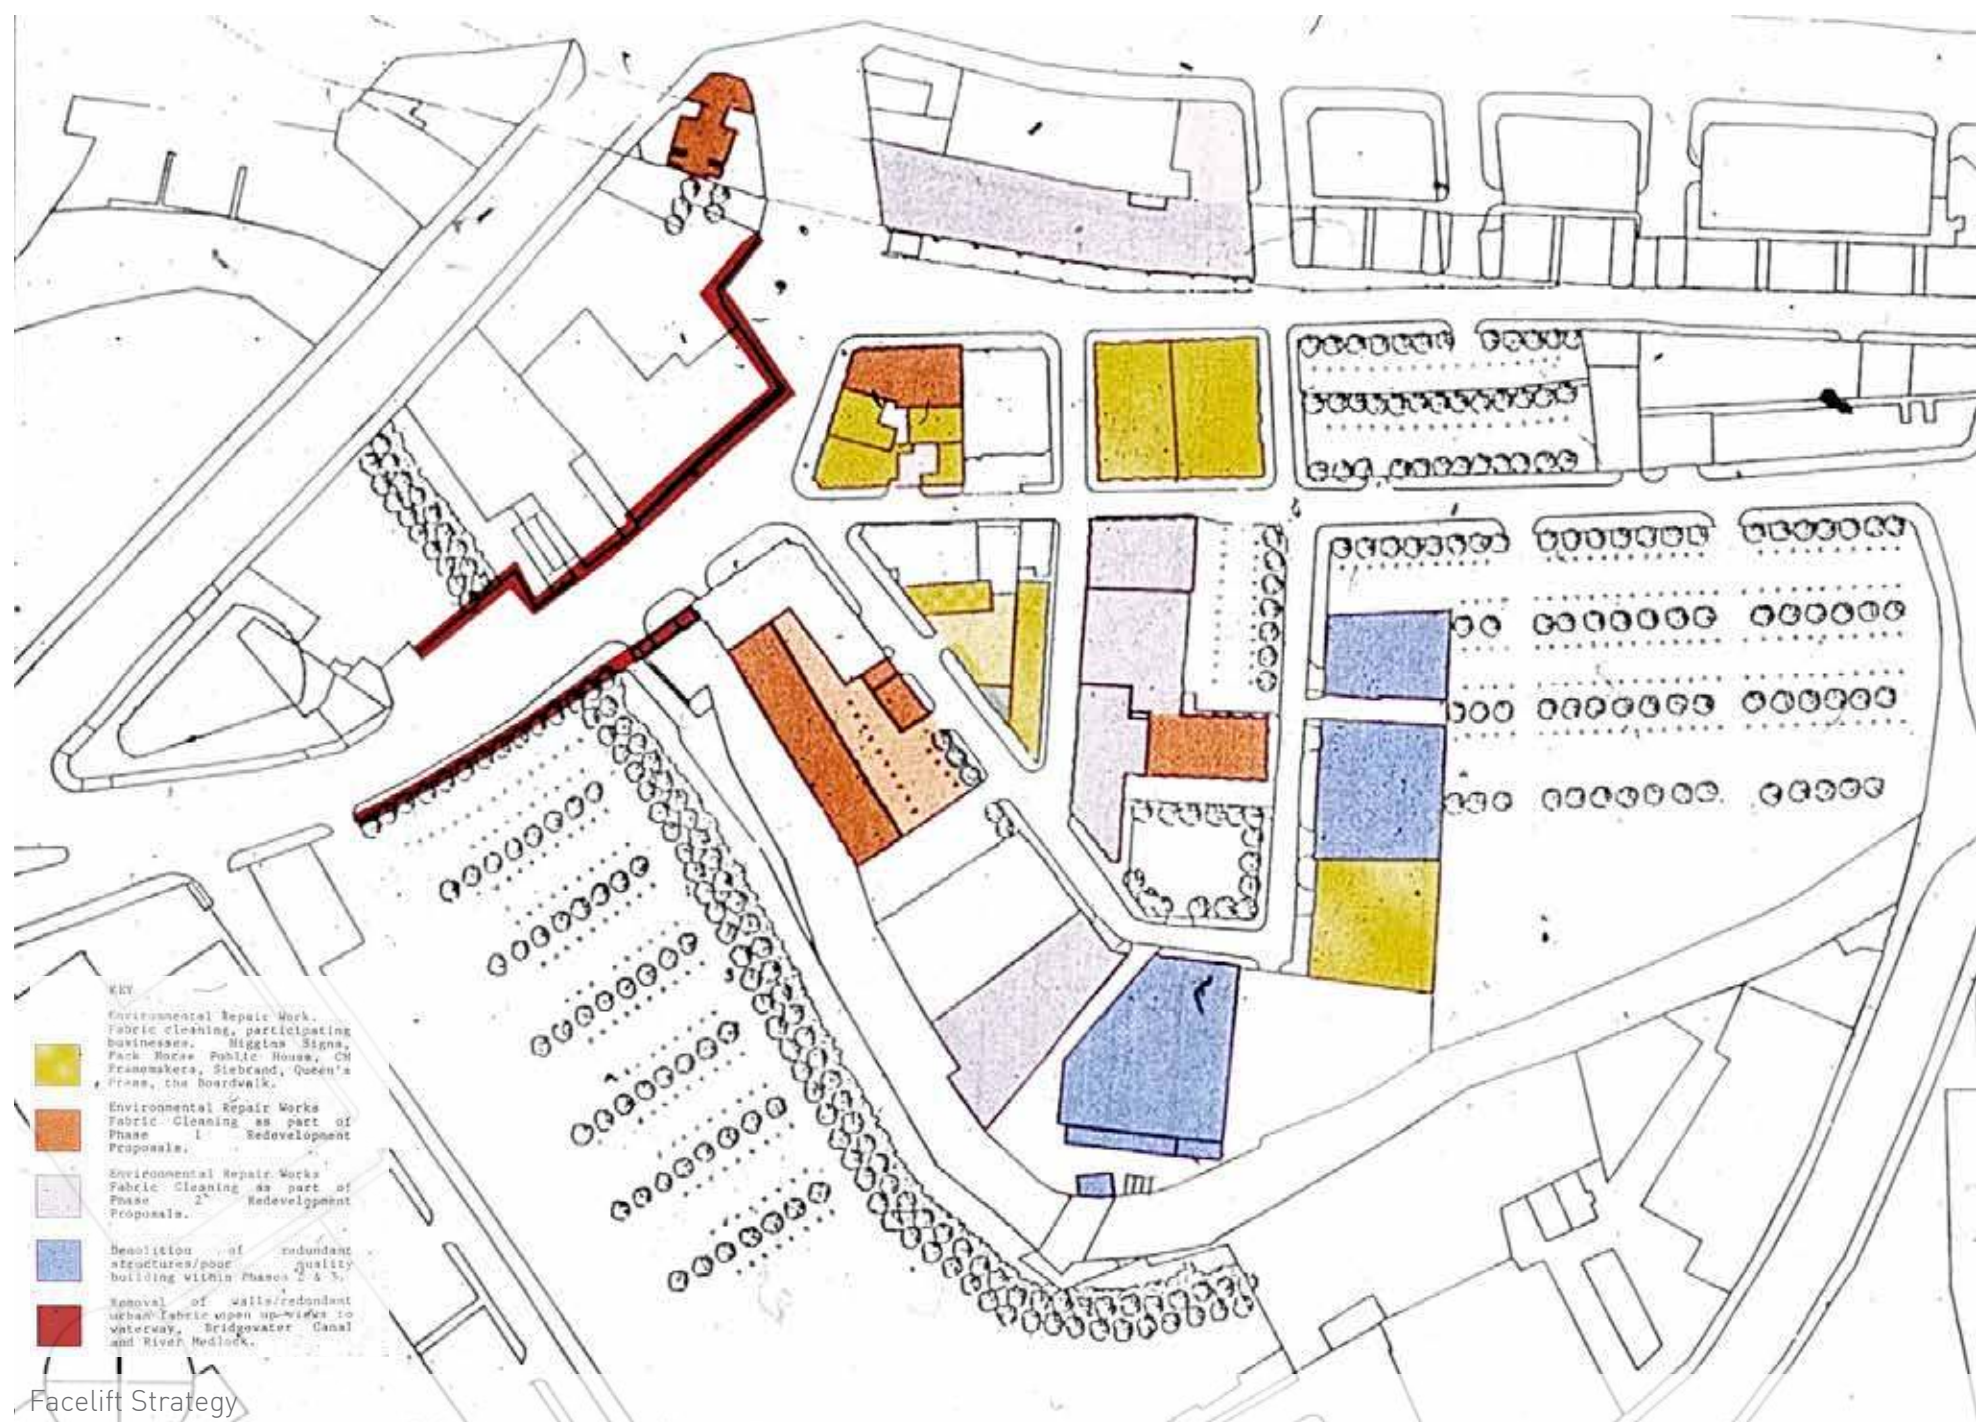 KEY
Environmental Repair Work.
Fabric cleaning, participating
businesses. Higgins Signs,
Pack Horse Public House, CM
Framemakers, Siebrand, Queen's
Press, the Boardwalk.
Environmental Repair Works
Fabric Cleaning as part of
Phase 1 Redevelopment
Proposals.
Environmental Repair Works
Fabric Cleaning as part of
Phase 2 Redevelopment
Proposals.
Demolition of redundant
structures/poor quality
building within Phases 2 & 3.
Removal of walls/redundant
urban fabric open up views to
waterway, Bridgewater Canal
and River Medlock.
Facelift Strategy